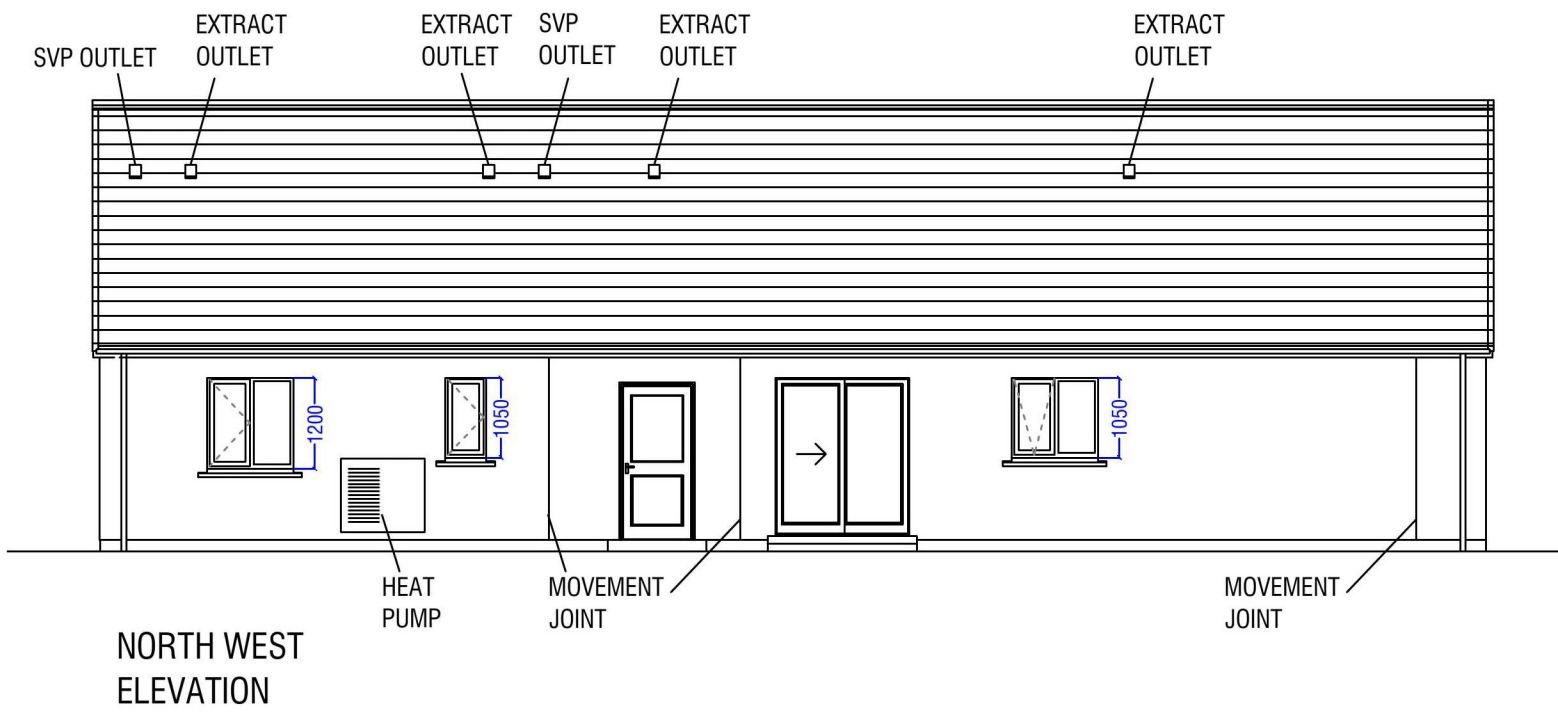 SVP OUTLET
EXTRACT
OUTLET
EXTRACT
OUTLET
SVP
OUTLET
EXTRACT
OUTLET
EXTRACT
OUTLET
1200
1050
1050
HEAT
PUMP
MOVEMENT
JOINT
MOVEMENT
JOINT
NORTH WEST
ELEVATION